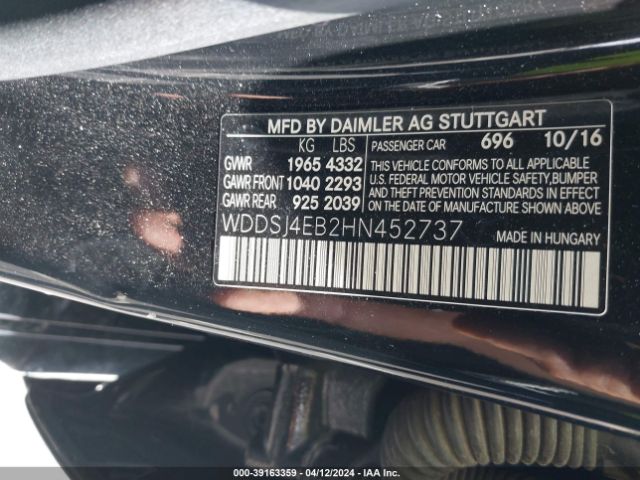 MFD BY DAIMLER AG STUTTGART
KG LBS PASSENGER CAR 696 10/16
GVWR 1965 4332
GAWR FRONT 1040 2293
GAWR REAR 925 2039
THIS VEHICLE CONFORMS TO ALL APPLICABLE
U.S. FEDERAL MOTOR VEHICLE SAFETY,BUMPER
AND THEFT PREVENTION STANDARDS IN EFFECT
ON THE DATE OF MANUFACTURE SHOWN ABOVE.
WDDSJ4EB2HN452737 MADE IN HUNGARY
000-39163359 - 04/12/2024 - IAA Inc.